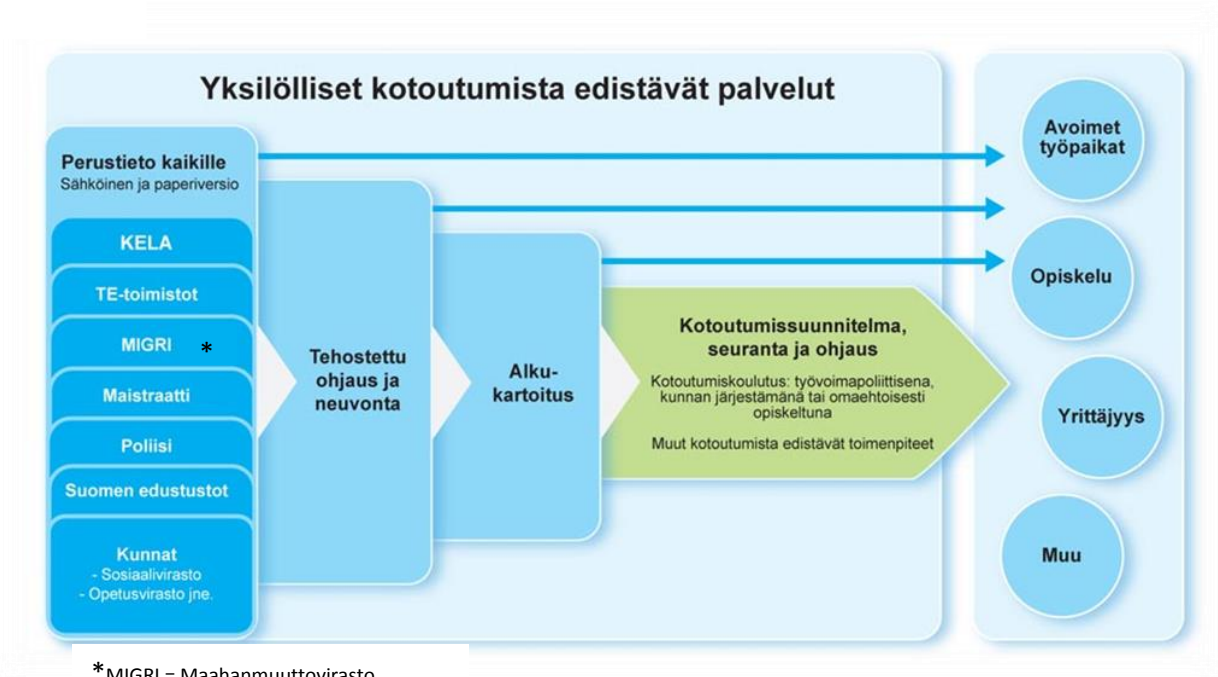 Yksilölliset kotoutumista edistävät palvelut
Perustieto kaikille
Sähköinen ja paperiversio
KELA
TE-toimistot
MIGRI *
Maistraatti
Poliisi
Suomen edustustot
Kunnat
- Sosiaalivirasto
- Opetusvirasto jne.
Tehostettu
ohjaus ja
neuvonta
Alku-
kartoitus
Kotoutumissuunnitelma,
seuranta ja ohjaus
Kotoutumiskoulutus: työvoimapoliittisena,
kunnan järjestämänä tai omaehtoisesti
opiskeltuna
Muut kotoutumista edistävät toimenpiteet
Avoimet
työpaikat
Opiskelu
Yrittäjyys
Muu
*MIGRI = Maahanmuuttovirasto